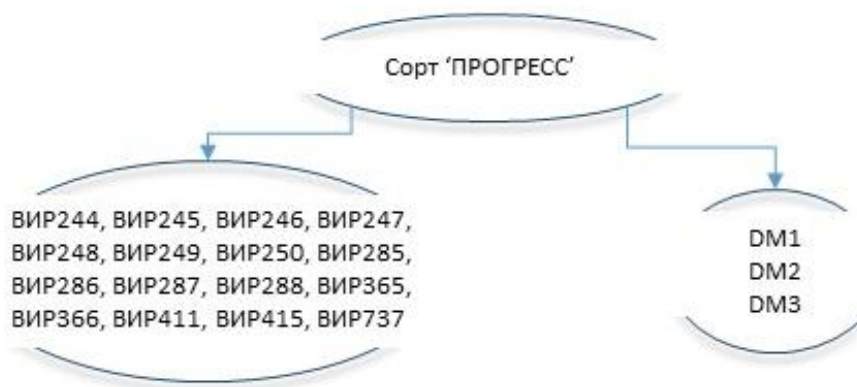 Сорт ‘ПРОГРЕСС’
ВИР244, ВИР245, ВИР246, ВИР247,
ВИР248, ВИР249, ВИР250, ВИР285,
ВИР286, ВИР287, ВИР288, ВИР365,
ВИР366, ВИР411, ВИР415, ВИР737
DM1
DM2
DM3